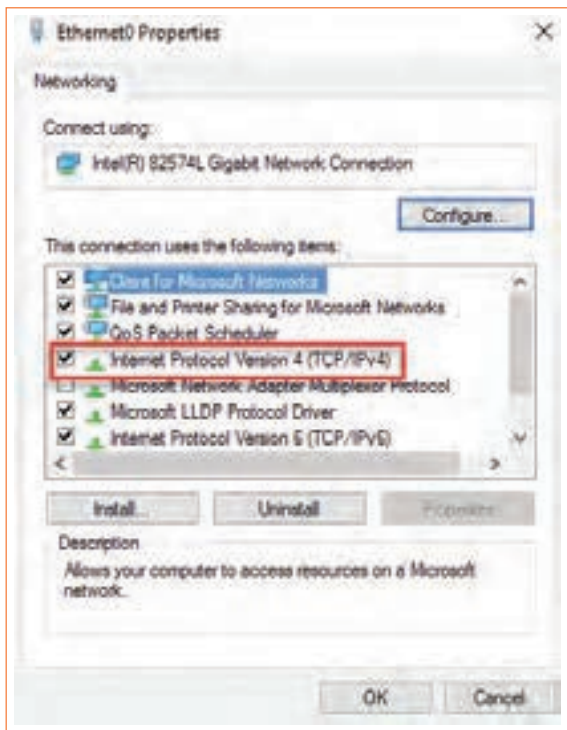 Ethernet0 Properties
Networking
Connect using:
Intel(R) 82574L Gigabit Network Connection
Configure...
This connection uses the following items:
Client for Microsoft Networks
File and Printer Sharing for Microsoft Networks
QoS Packet Scheduler
Internet Protocol Version 4 (TCP/IPv4)
Microsoft Network Adapter Multiplexor Protocol
Microsoft LLDP Protocol Driver
Internet Protocol Version 6 (TCP/IPv6)
Install...
Uninstall
Properties
Description
Allows your computer to access resources on a Microsoft
network.
OK
Cancel